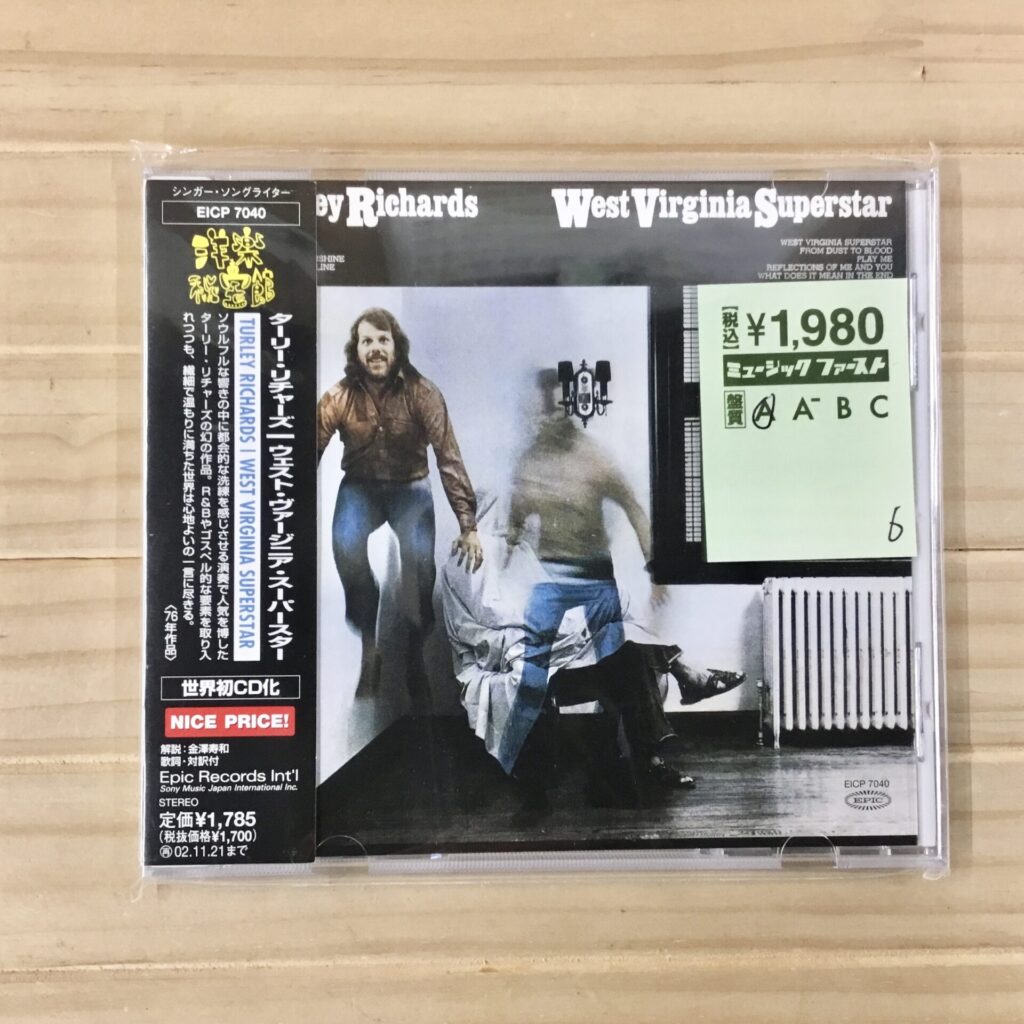 シンガー・ソングライター
EICP 7040
洋楽
秘宝館
ターリー・リチャーズ|ウェスト・ヴァージニア・スーパースター
TURLEY RICHARDS | WEST VIRGINIA SUPERSTAR
ソウルフルな響きの中に都会的な洗練を感じさせる演奏で人気を博した
ターリー・リチャーズの幻の作品。R&Bやゴスペル的な要素を取り入
れつつも、繊細で温もりに満ちた世界は心地よいの一言に尽きる。
〈76年作品〉
世界初CD化
NICE PRICE!
解説:金澤寿和
歌詞・対訳付
Epic Records Int'l
Sony Music Japan International Inc.
STEREO
定価¥1,785
(税抜価格¥1,700)
再 02.11.21まで
ey Richards
West Virginia Superstar
SHINE
LINE
WEST VIRGINIA SUPERSTAR
FROM DUST TO BLOOD
PLAY ME
REFLECTIONS OF ME AND YOU
WHAT DOES IT MEAN IN THE END
[税込] ¥1,980
ミュージック ファースト
盤質 A A- B C
6
EICP 7040
EPIC